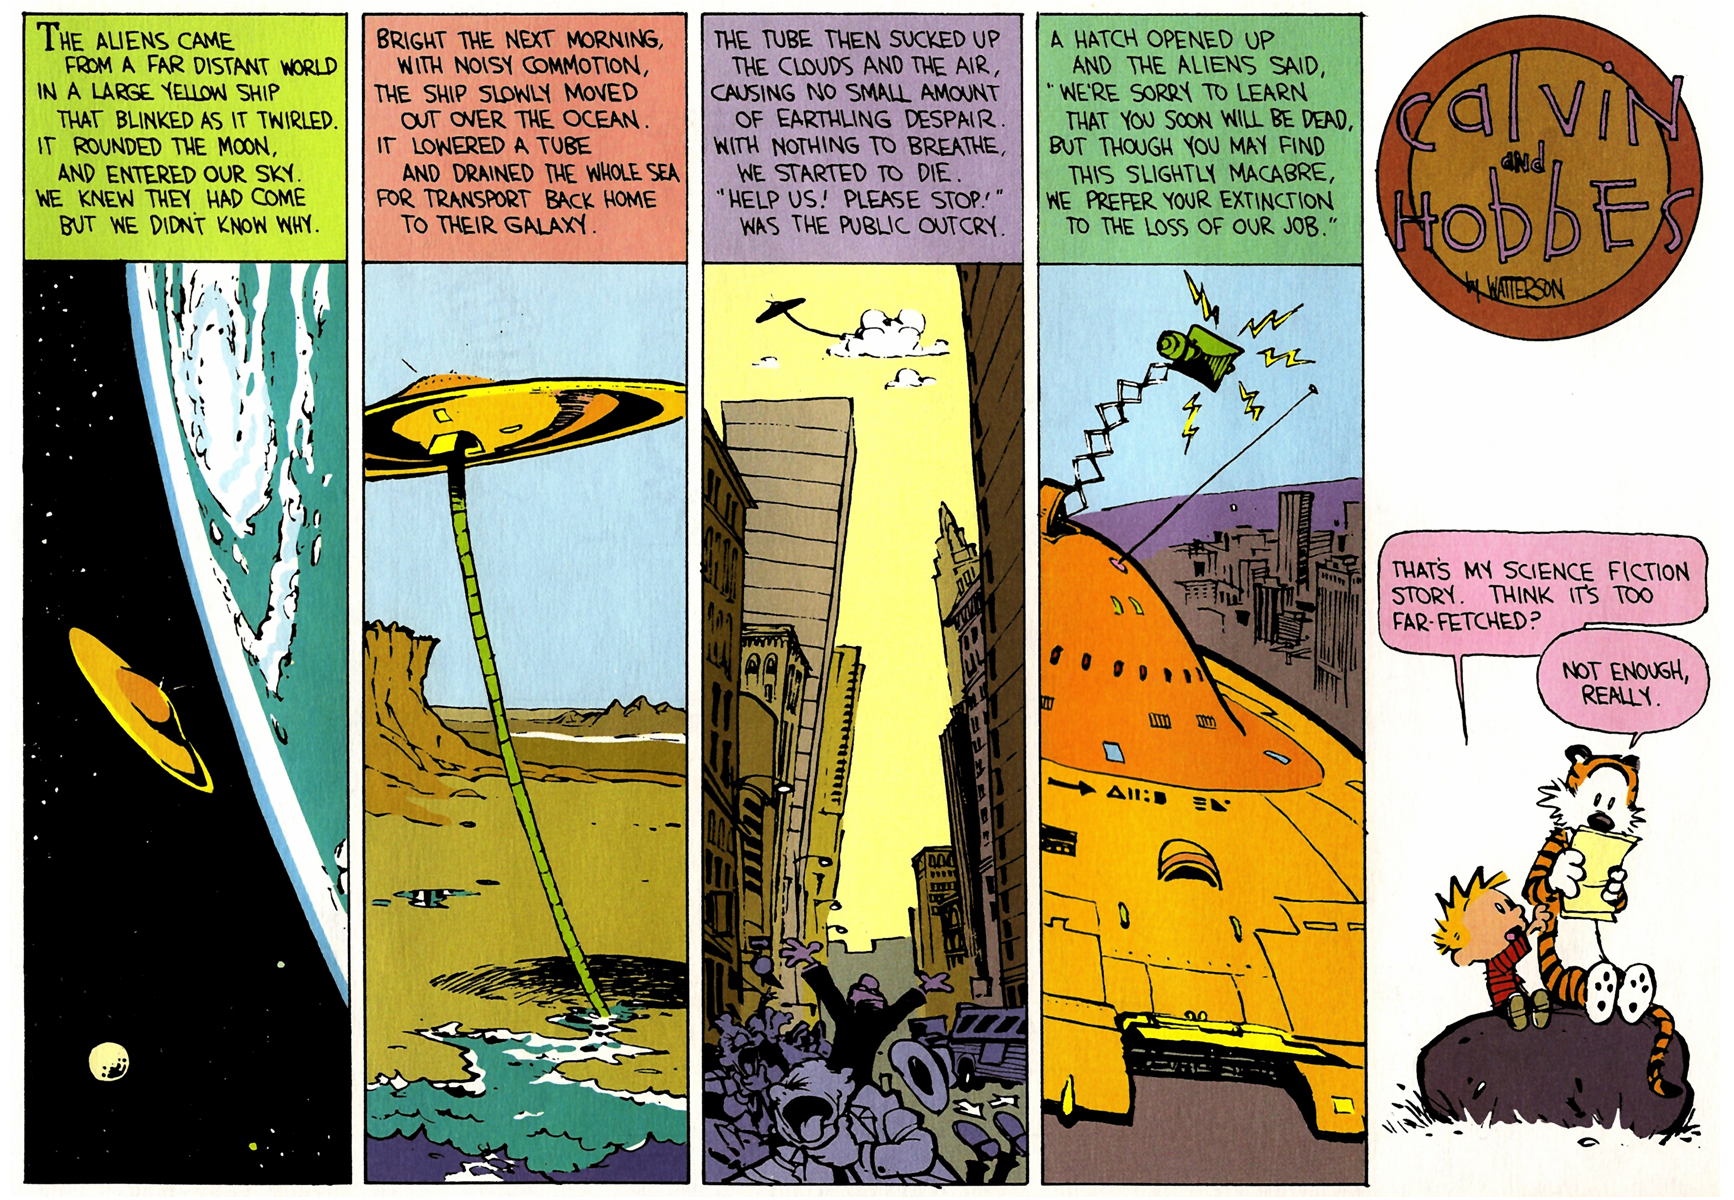 THE ALIENS CAME
FROM A FAR DISTANT WORLD
IN A LARGE YELLOW SHIP
THAT BLINKED AS IT TWIRLED.
IT ROUNDED THE MOON,
AND ENTERED OUR SKY.
WE KNEW THEY HAD COME
BUT WE DIDN'T KNOW WHY.
BRIGHT THE NEXT MORNING,
WITH NOISY COMMOTION,
THE SHIP SLOWLY MOVED
OUT OVER THE OCEAN.
IT LOWERED A TUBE
AND DRAINED THE WHOLE SEA
FOR TRANSPORT BACK HOME
TO THEIR GALAXY.
THE TUBE THEN SUCKED UP
THE CLOUDS AND THE AIR,
CAUSING NO SMALL AMOUNT
OF EARTHLING DESPAIR.
WITH NOTHING TO BREATHE,
WE STARTED TO DIE.
"HELP US! PLEASE STOP!"
WAS THE PUBLIC OUTCRY.
A HATCH OPENED UP
AND THE ALIENS SAID,
"WE'RE SORRY TO LEARN
THAT YOU SOON WILL BE DEAD,
BUT THOUGH YOU MAY FIND
THIS SLIGHTLY MACABRE,
WE PREFER YOUR EXTINCTION
TO THE LOSS OF OUR JOB."
calviN
and
HobbES
by WATTERSON
THAT'S MY SCIENCE FICTION
STORY. THINK IT'S TOO
FAR-FETCHED?
NOT ENOUGH,
REALLY.